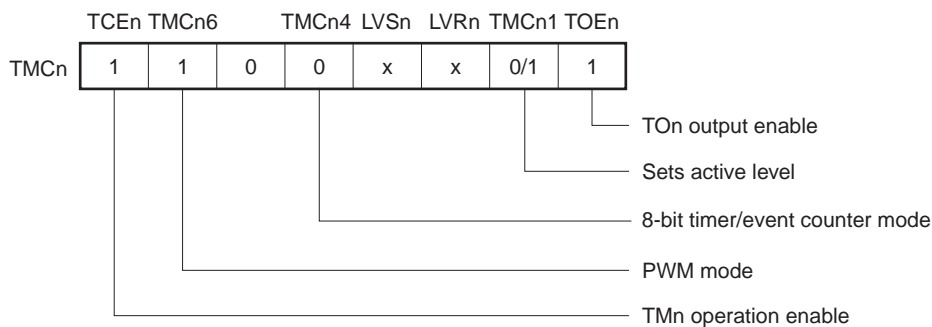 TCEn TMCn6 TMCn4 LVSn LVRn TMCn1 TOEn
TMCn 1 1 0 0 x x 0/1 1
TOn output enable
Sets active level
8-bit timer/event counter mode
PWM mode
TMn operation enable